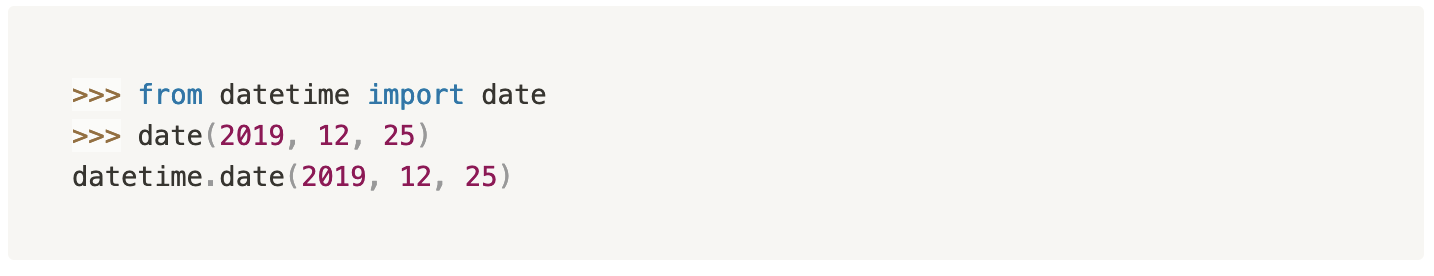 >>> from datetime import date
>>> date(2019, 12, 25)
datetime.date(2019, 12, 25)